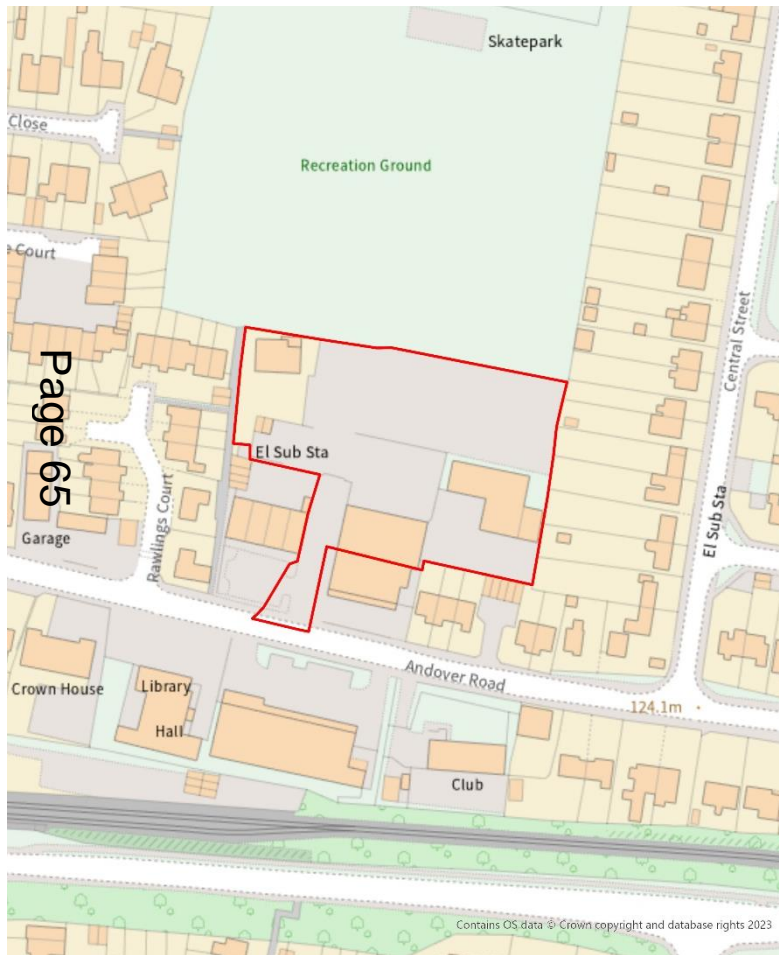 Skatepark
Close
Recreation Ground
e Court
Central Street
Page 65
El Sub Sta
Rawlings Court
El Sub Sta
Garage
Andover Road
Crown House
Library
Hall
124.1m
Club
Contains OS data © Crown copyright and database rights 2023